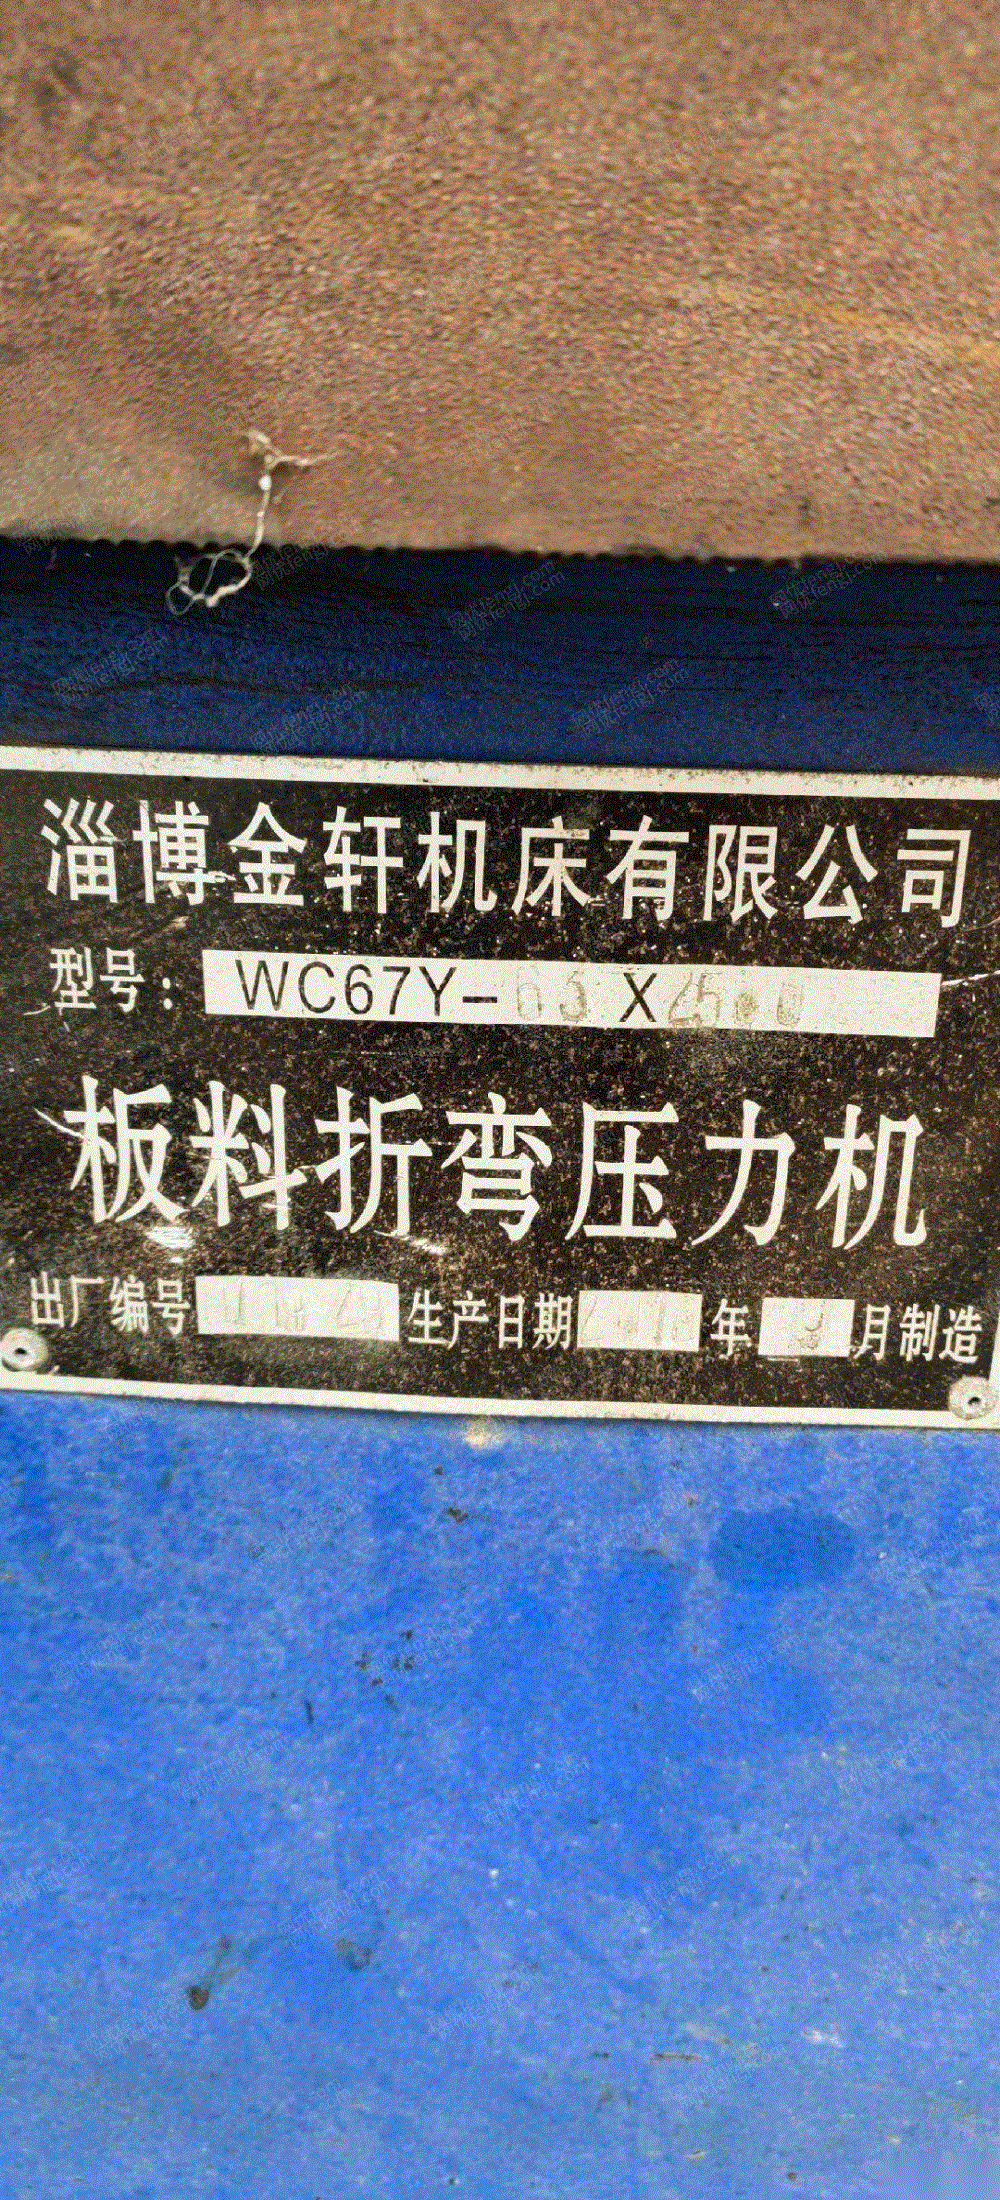 淄博金轩机床有限公司
型号：WC67Y-63X2500
板料折弯压力机
出厂编号 生产日期 年 月制造